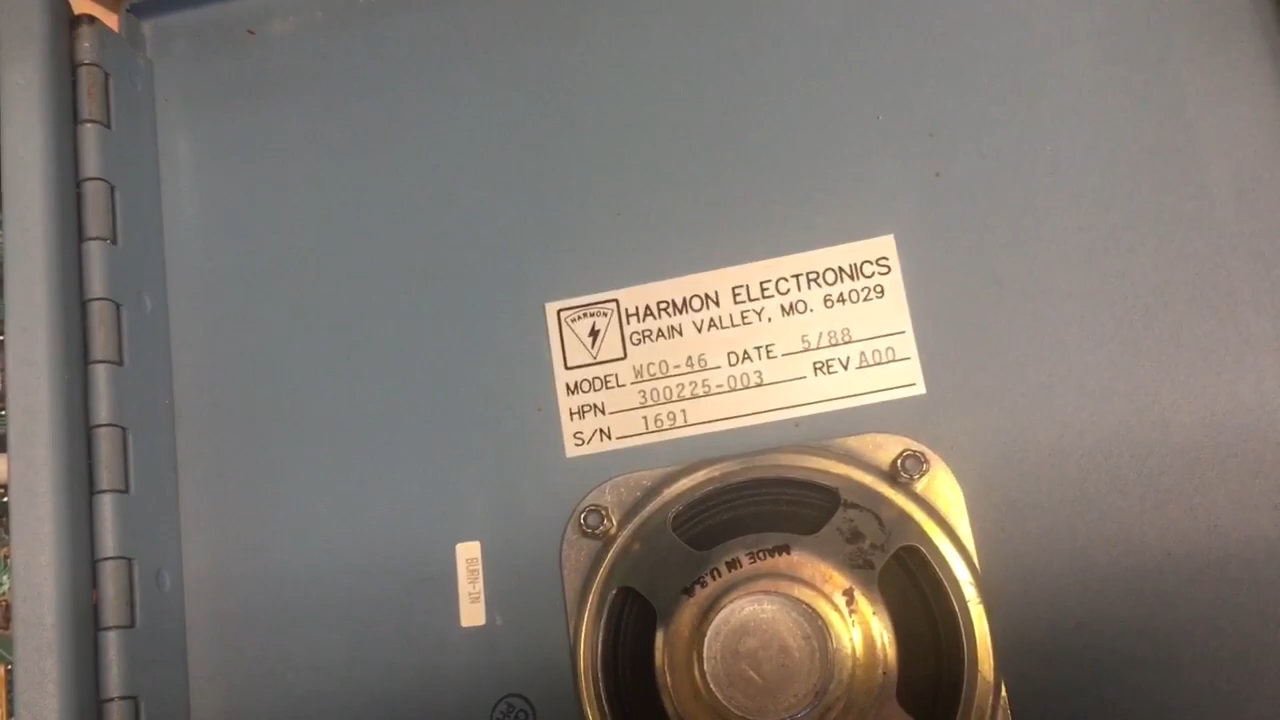 HARMON
HARMON ELECTRONICS
GRAIN VALLEY, MO. 64029
MODEL WCO-46 DATE 5/88
HPN 300225-003 REV A00
S/N 1691
BURN-IN
MADE IN U.S.A